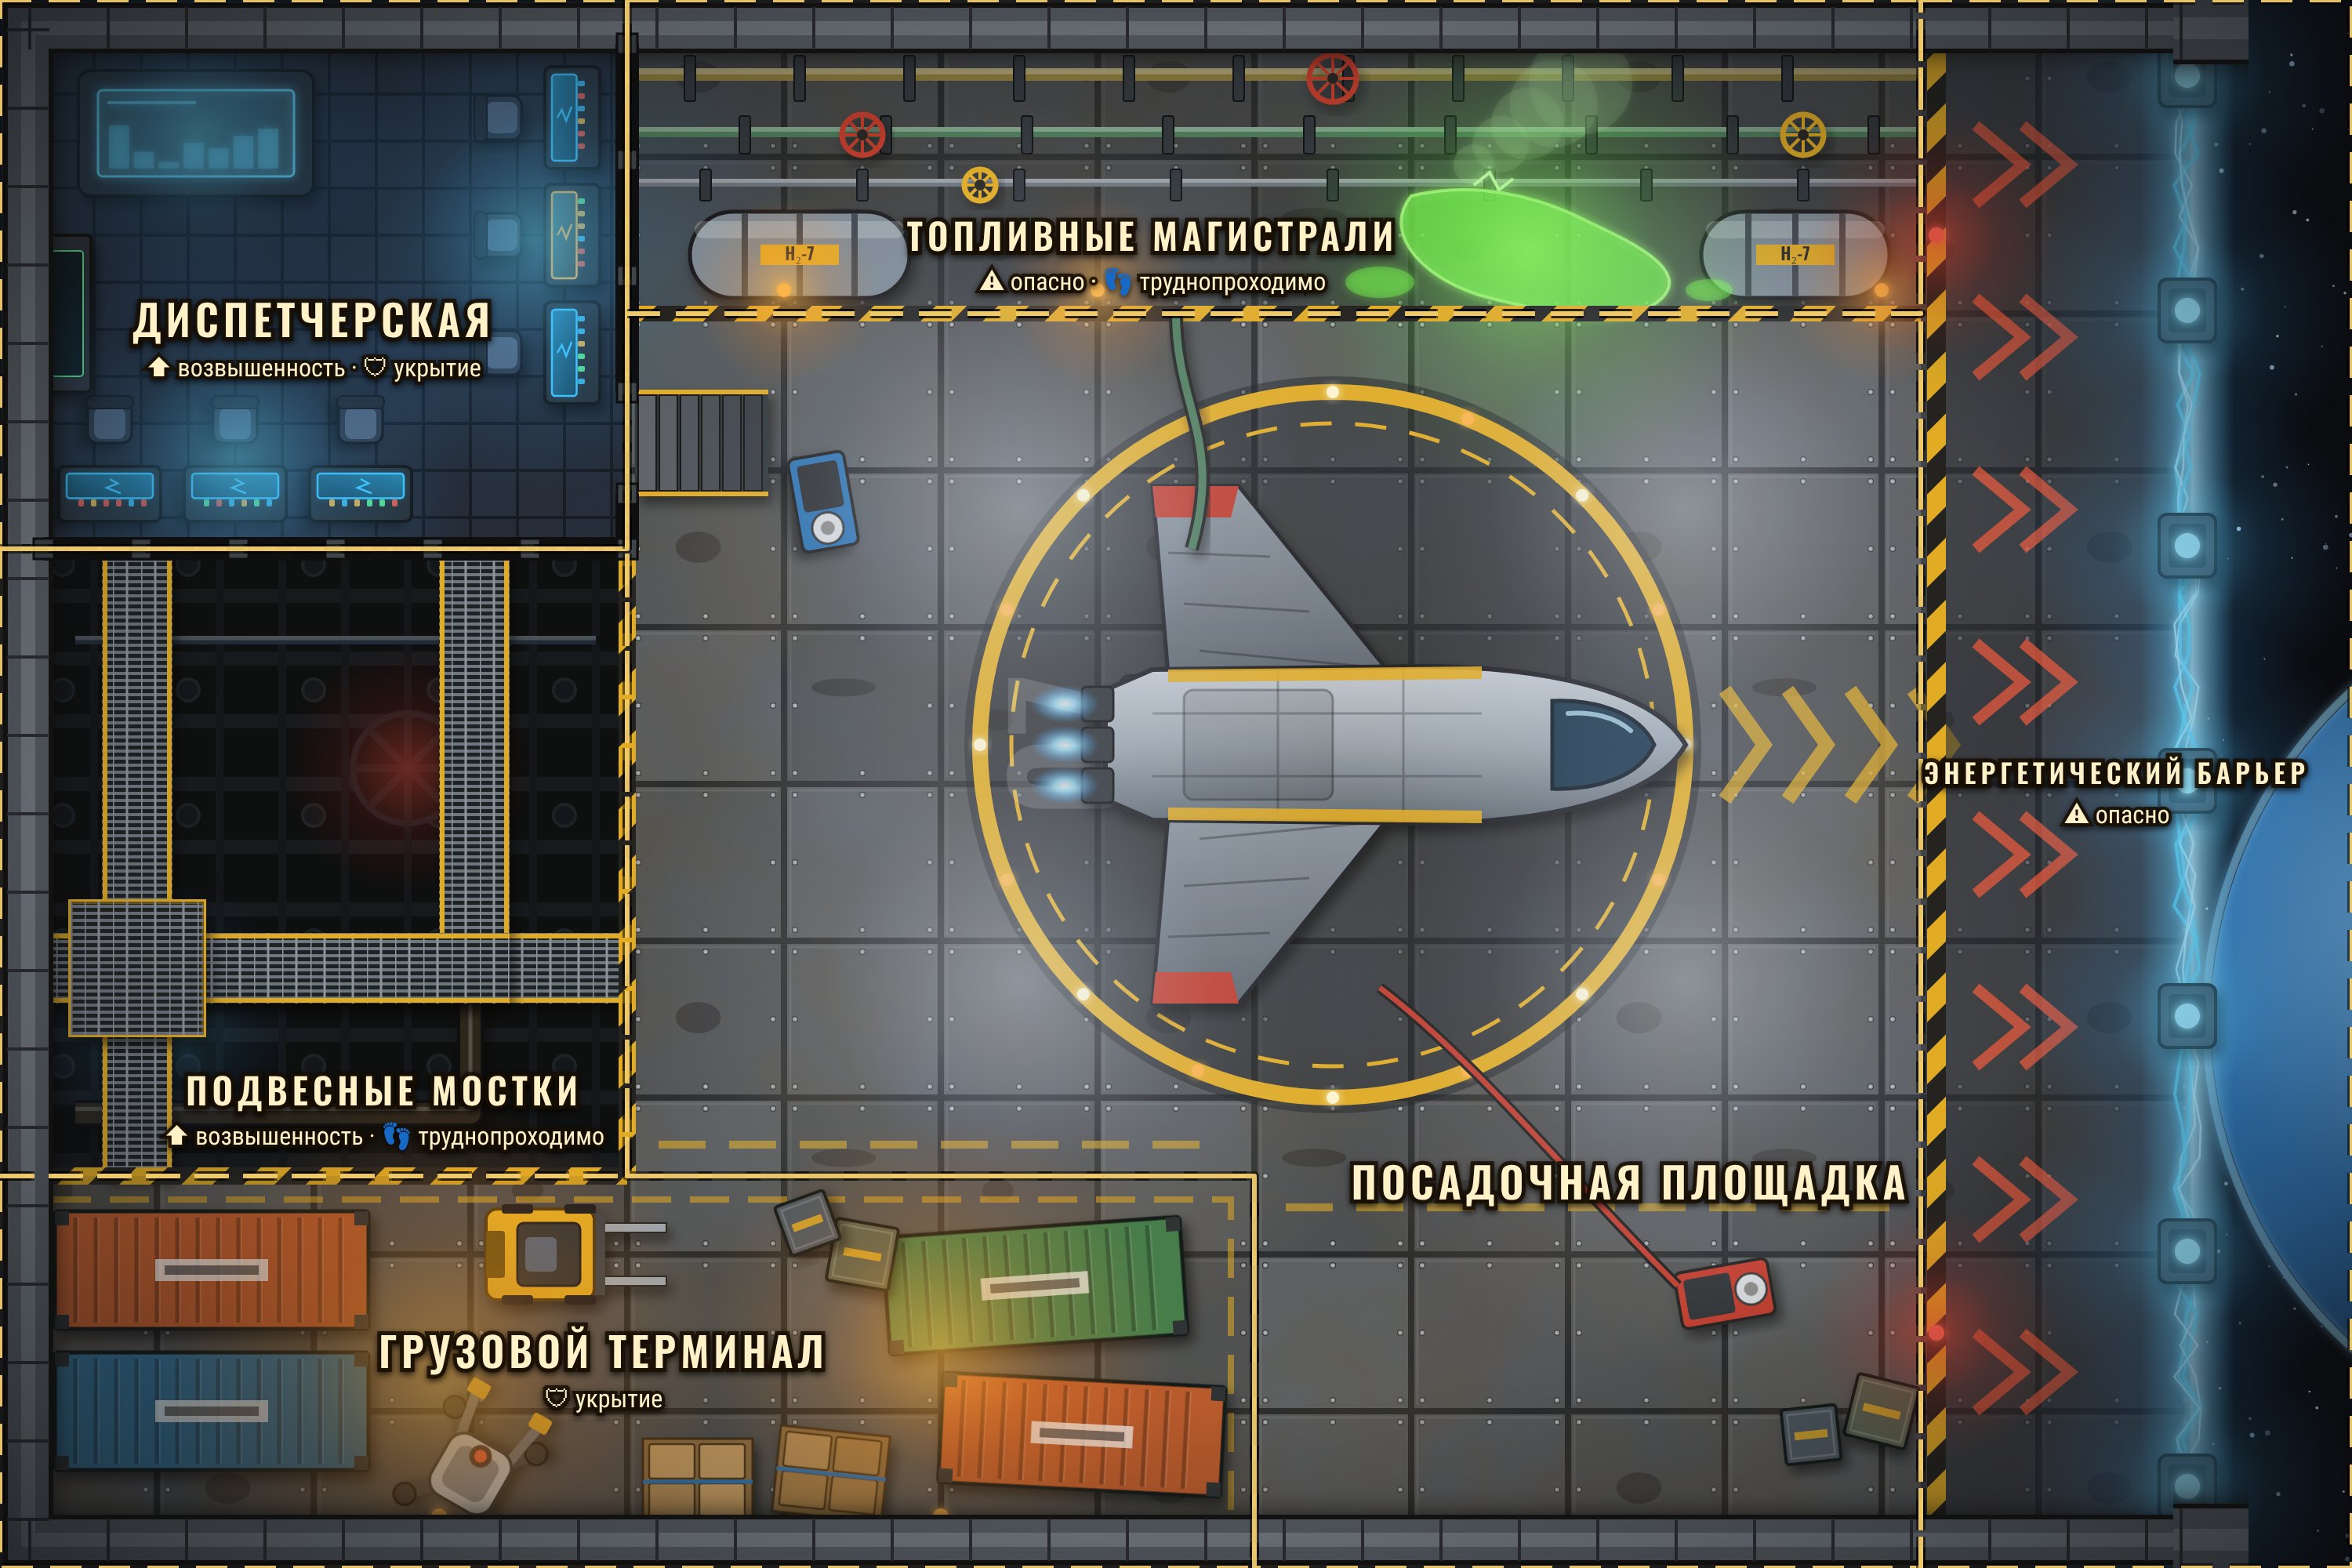 ТОПЛИВНЫЕ МАГИСТРАЛИ
H₂-7
H₂-7
⚠ опасно · 👣 труднопроходимо
ДИСПЕТЧЕРСКАЯ
⬆ возвышенность · 🛡 укрытие
ЭНЕРГЕТИЧЕСКИЙ БАРЬЕР
⚠ опасно
ПОДВЕСНЫЕ МОСТКИ
⬆ возвышенность · 👣 труднопроходимо
ПОСАДОЧНАЯ ПЛОЩАДКА
ГРУЗОВОЙ ТЕРМИНАЛ
🛡 укрытие